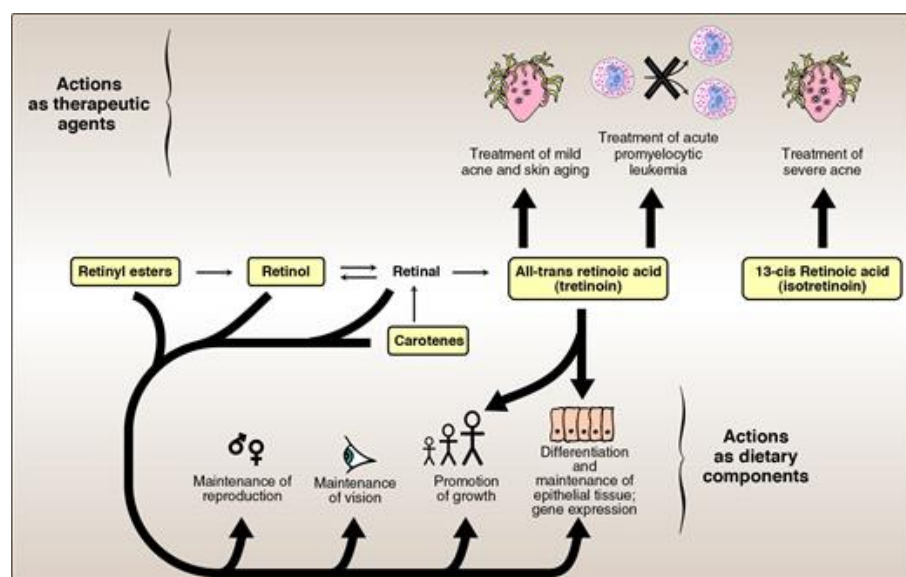 Actions
as therapeutic
agents
Treatment of mild
acne and skin aging
Treatment of acute
promyelocytic
leukemia
Treatment of
severe acne
Retinyl esters
Retinol
Retinal
All-trans retinoic acid
(tretinoin)
13-cis Retinoic acid
(isotretinoin)
Carotenes
Maintenance of
reproduction
Maintenance
of vision
Promotion
of growth
Differentiation
and
maintenance of
epithelial tissue;
gene expression
Actions
as dietary
components